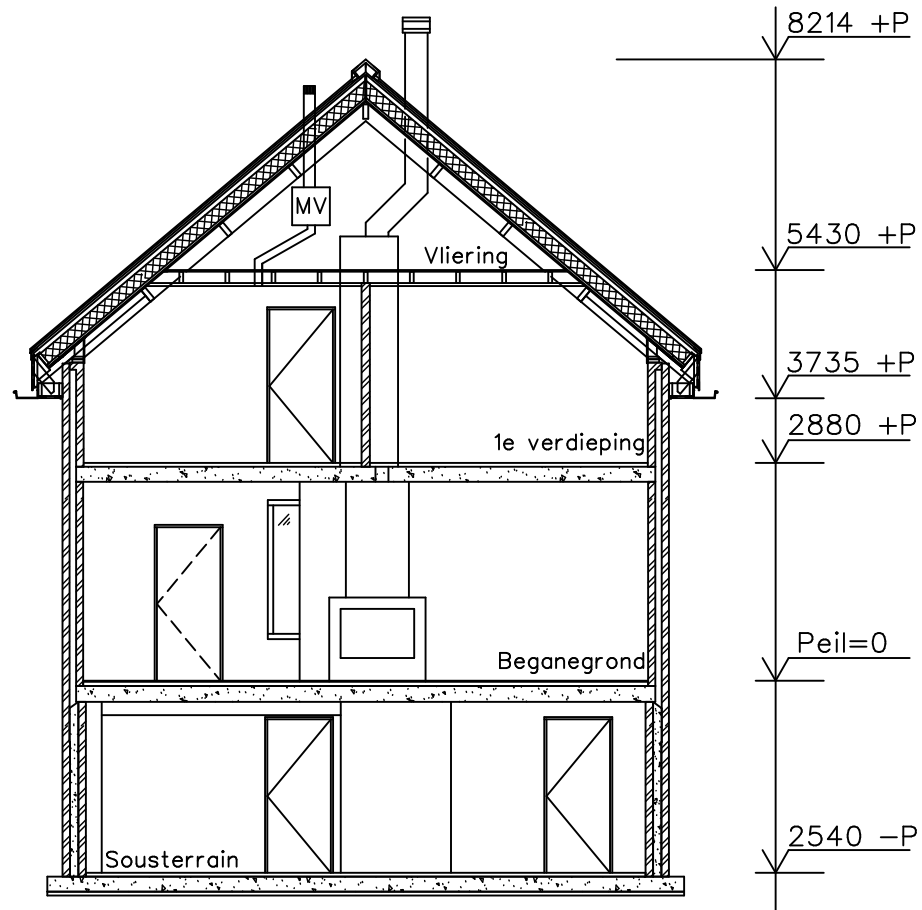 8214 +P
MV
Vliering
5430 +P
3735 +P
2880 +P
1e verdieping
Peil=0
Beganegrond
2540 -P
Sousterrain